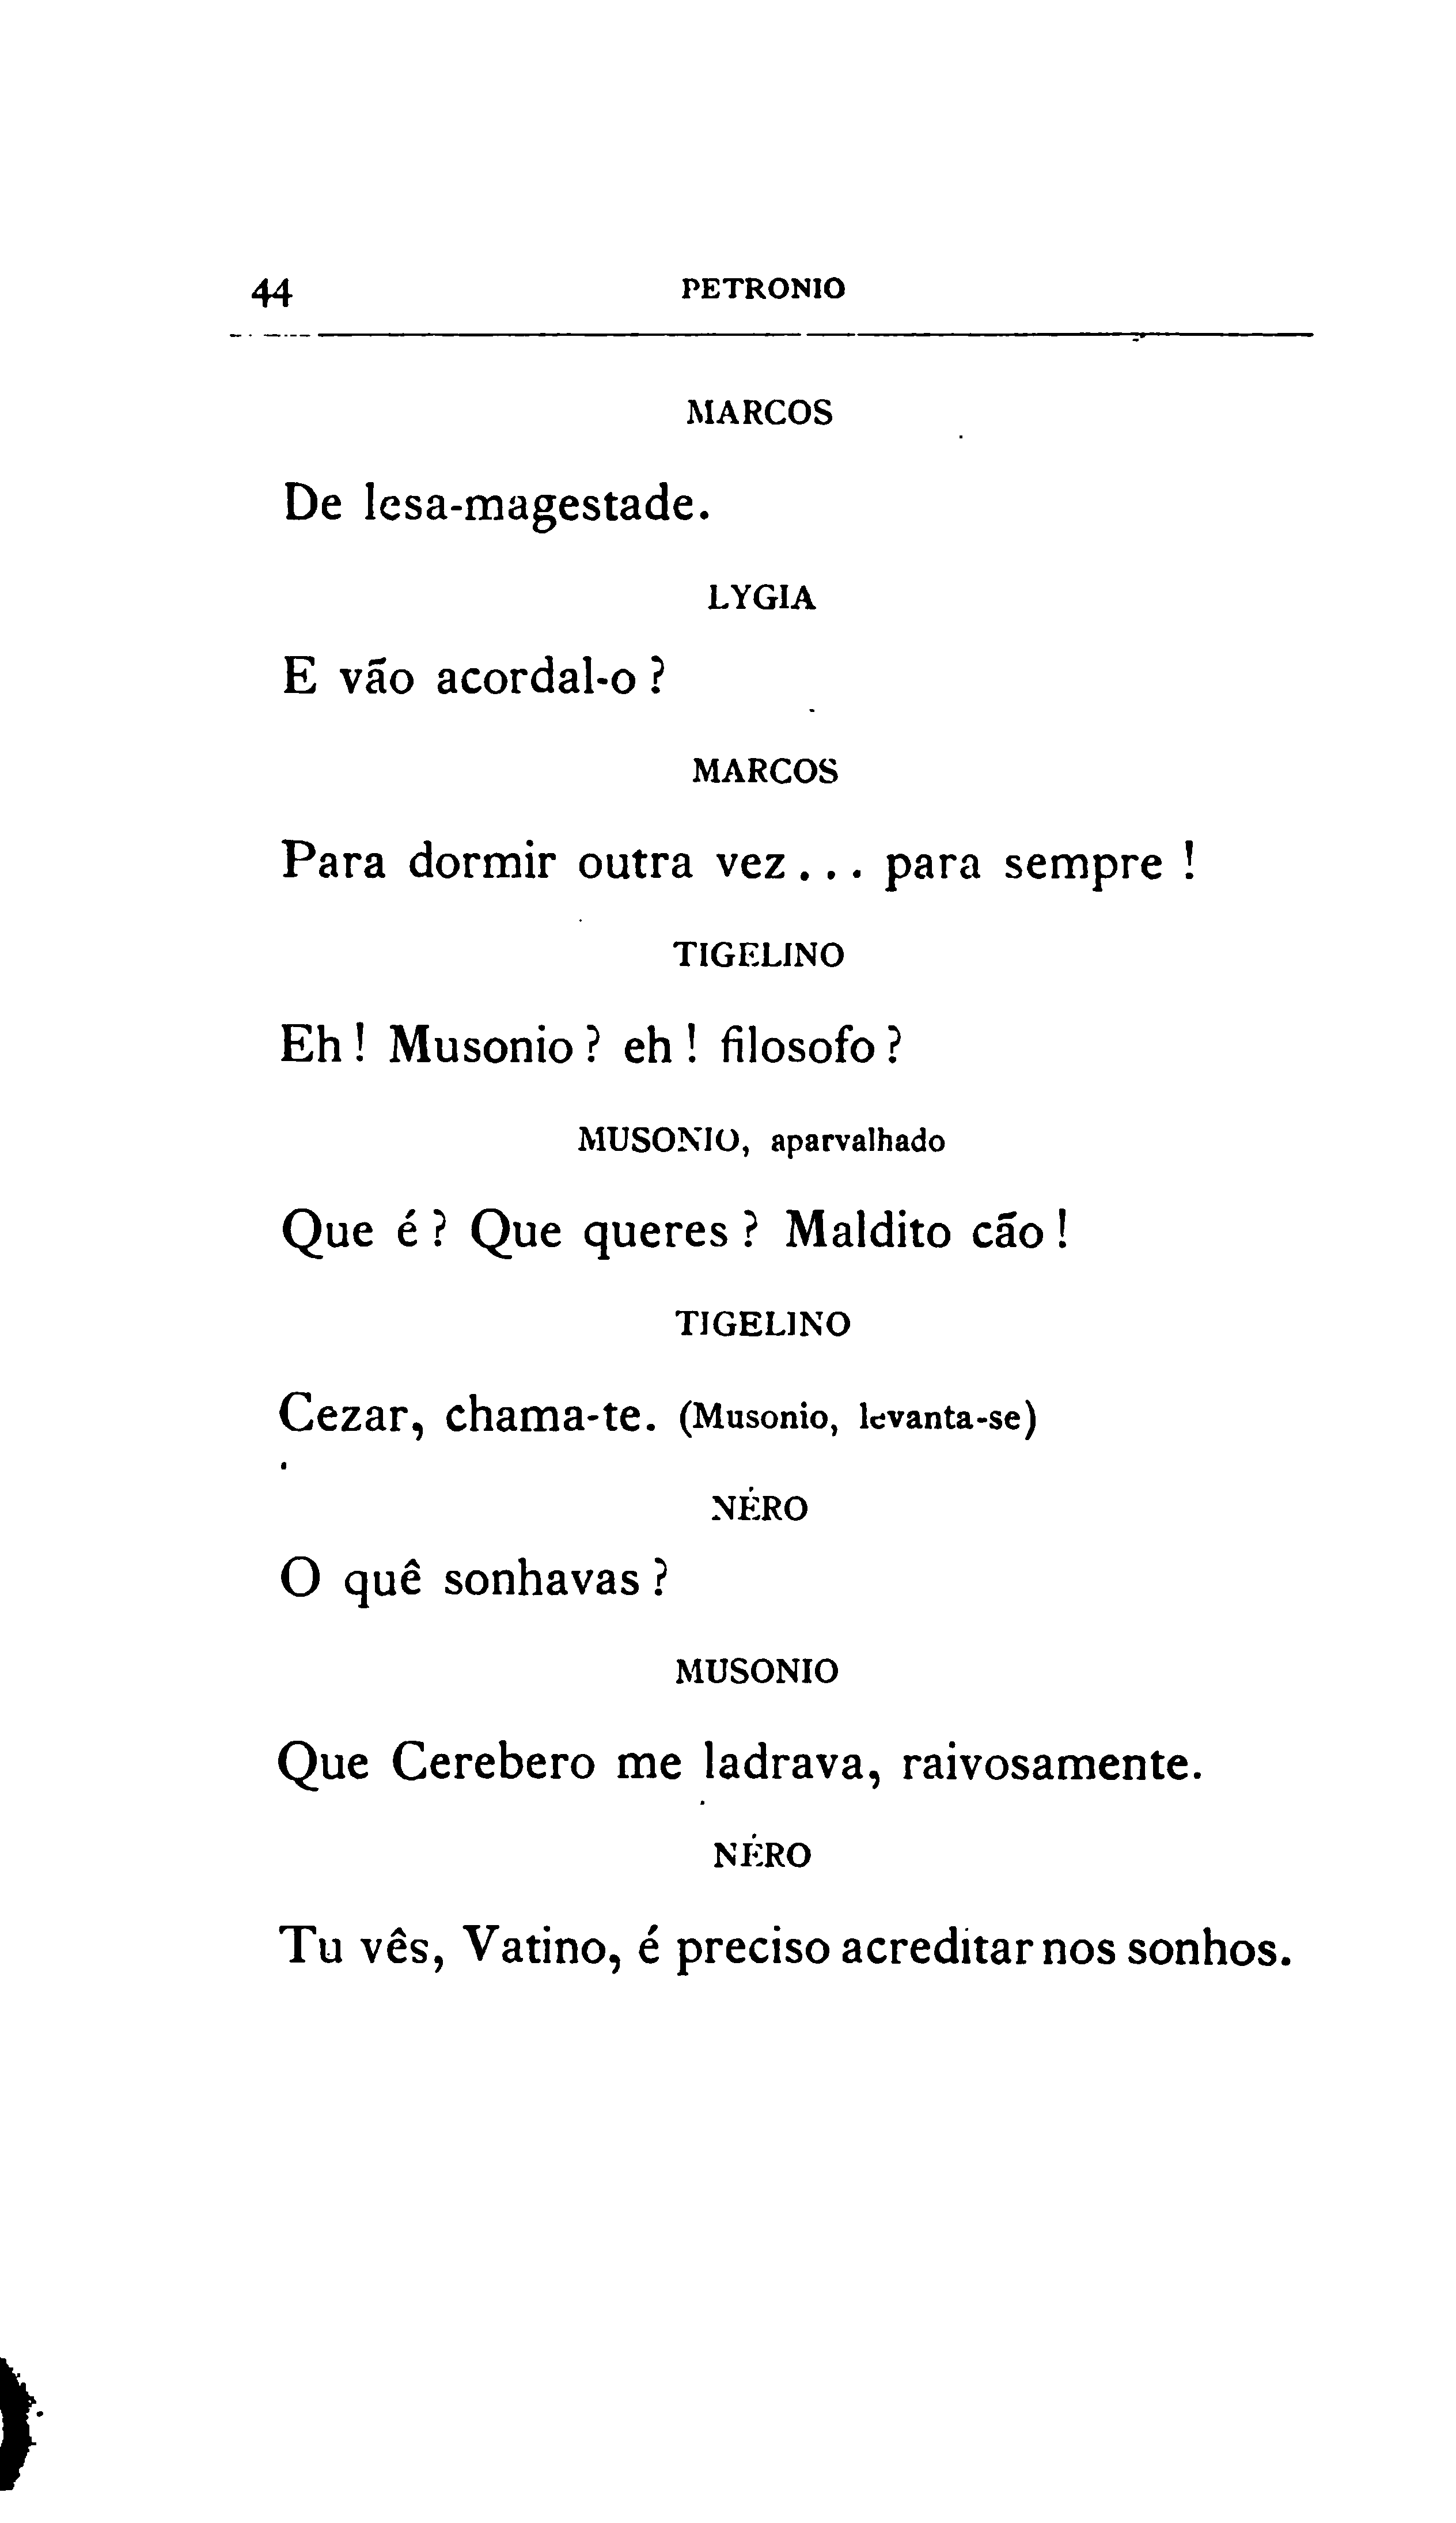 44 PETRONIO
MARCOS
De lesa-magestade.
LYGIA
E vão acordal-o ?
MARCOS
Para dormir outra vez . . . para sempre !
TIGELINO
Eh ! Musonio ? eh ! filosofo ?
MUSONIO, aparvalhado
Que é ? Que queres ? Maldito cão !
TIGELINO
Cezar, chama-te. (Musonio, levanta-se)
NÉRO
O quê sonhavas ?
MUSONIO
Que Cerebero me ladrava, raivosamente.
NÉRO
Tu vês, Vatino, é preciso acreditar nos sonhos.